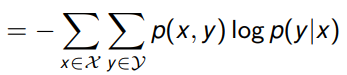 = − ∑_{x∈𝒳} ∑_{y∈𝒴} p(x, y) log p(y|x)